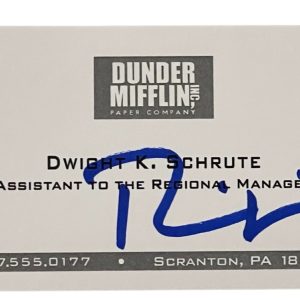 DUNDER
MIFFLIN, INC.
PAPER COMPANY
DWIGHT K. SCHRUTE
ASSISTANT TO THE REGIONAL MANAGE
7.555.0177 • SCRANTON, PA 18